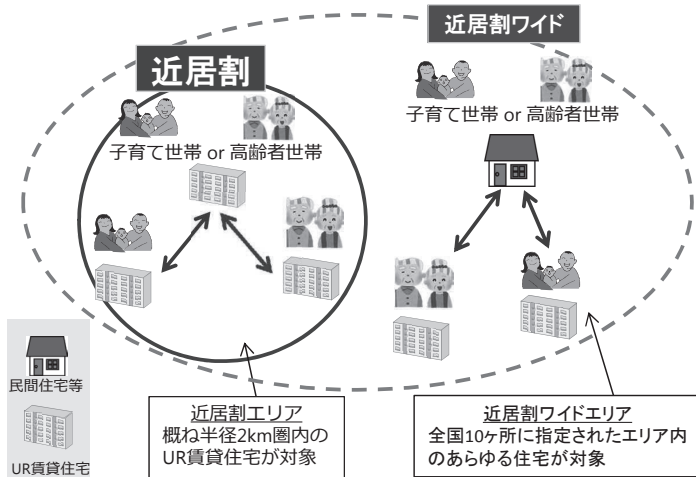 近居割ワイド
近居割
子育て世帯 or 高齢者世帯
子育て世帯 or 高齢者世帯
民間住宅等
UR賃貸住宅
近居割エリア
概ね半径2km圏内の
UR賃貸住宅が対象
近居割ワイドエリア
全国10ヶ所に指定されたエリア内
のあらゆる住宅が対象